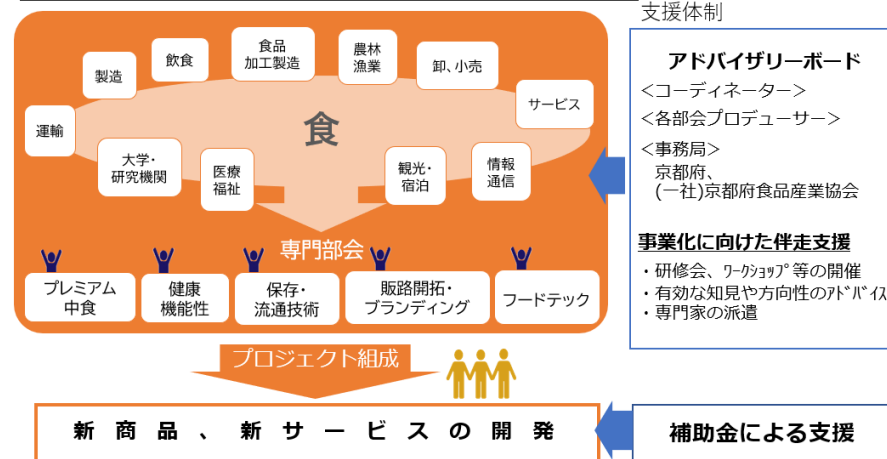 支援体制
食品
加工製造
農林
漁業
飲食
卸、小売
製造
サービス
運輸
食
大学・
研究機関
医療
福祉
観光・
宿泊
情報
通信
専門部会
プレミアム
中食
健康
機能性
保存・
流通技術
販路開拓・
ブランディング
フードテック
プロジェクト組成
新商品、新サービスの開発
アドバイザリーボード
＜コーディネーター＞
＜各部会プロデューサー＞
＜事務局＞
京都府、
(一社)京都府食品産業協会
事業化に向けた伴走支援
・研修会、ﾜｰｸｼｮｯﾌﾟ等の開催
・有効な知見や方向性のｱﾄﾞﾊﾞｲｽ
・専門家の派遣
補助金による支援